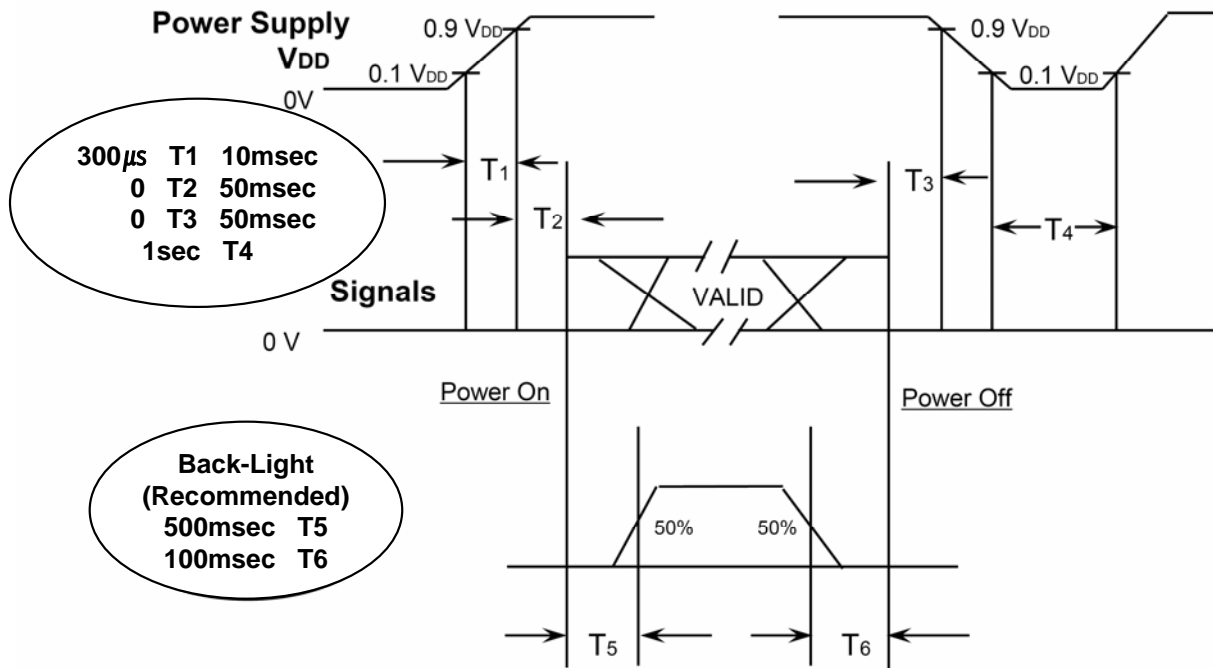 Power Supply
VDD
0.9 VDD
0.1 VDD
0V
0.9 VDD
0.1 VDD
300㎲ T1 10msec
0 T2 50msec
0 T3 50msec
1sec T4
T1
T2
T3
T4
Signals
VALID
0 V
Power On
Power Off
Back-Light
(Recommended)
500msec T5
100msec T6
50%
50%
T5
T6